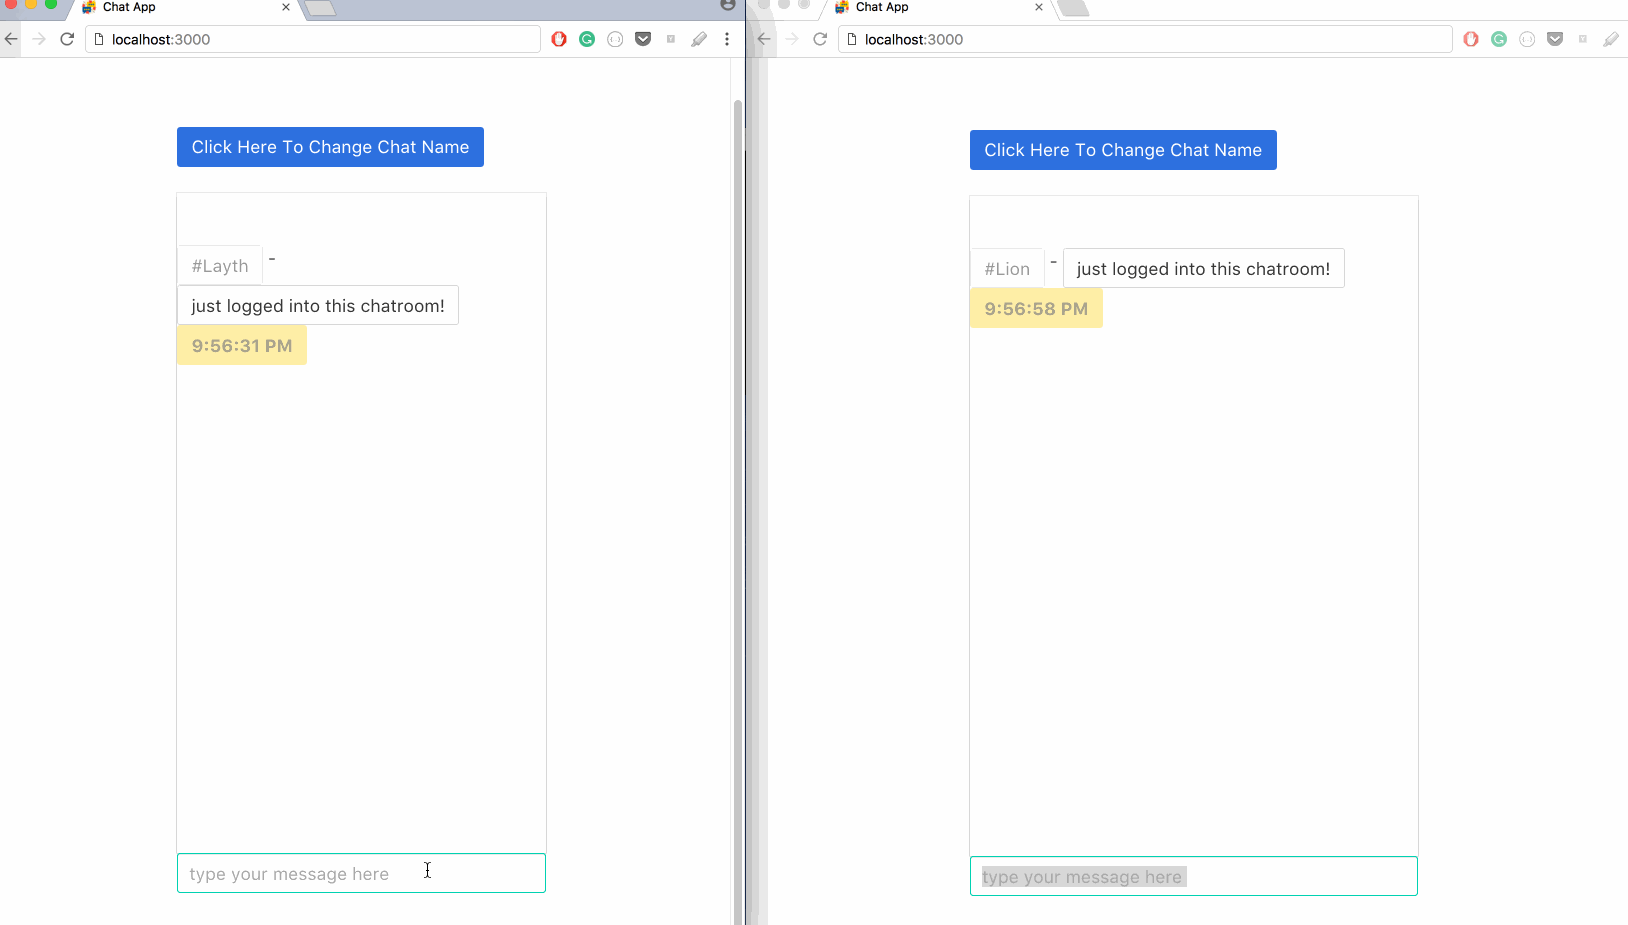 Chat App
localhost:3000
Click Here To Change Chat Name
#Layth -
just logged into this chatroom!
9:56:31 PM
type your message here
Chat App
localhost:3000
Click Here To Change Chat Name
#Lion - just logged into this chatroom!
9:56:58 PM
type your message here